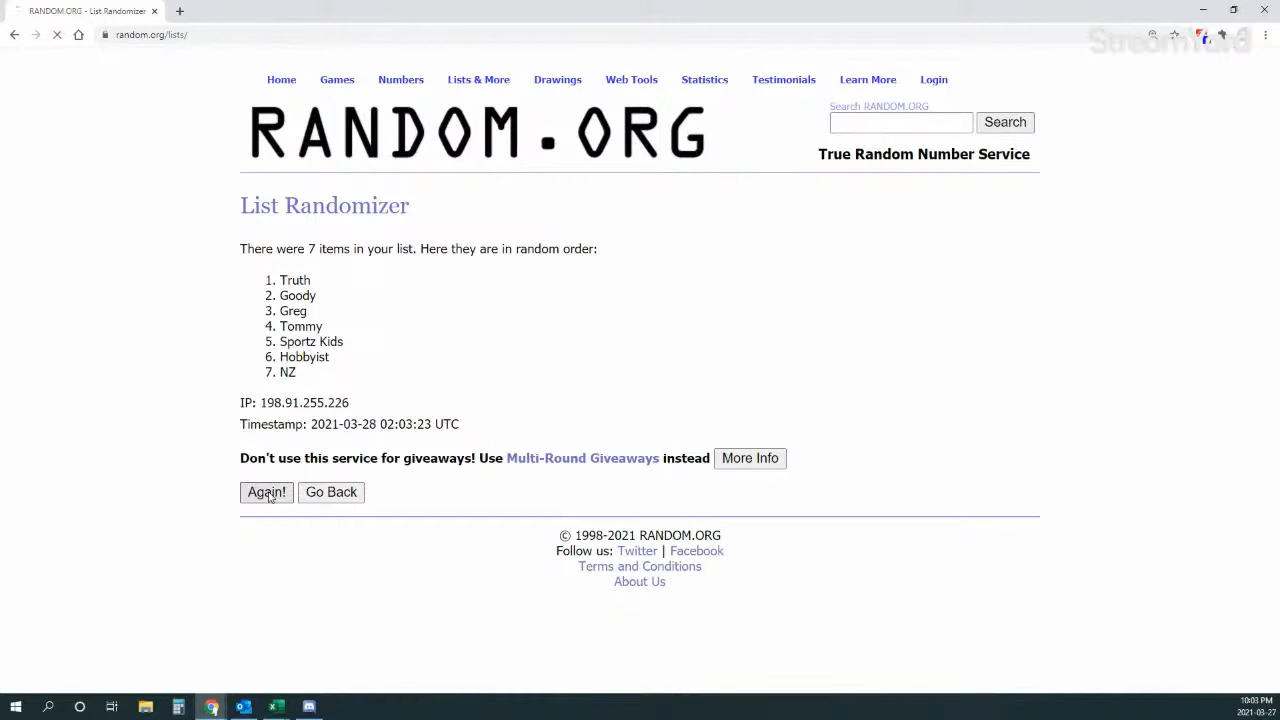 RANDOM.ORG - List Randomizer
random.org/lists/
StreamYard
Home Games Numbers Lists & More Drawings Web Tools Statistics Testimonials Learn More Login
RANDOM.ORG
Search RANDOM.ORG
Search
True Random Number Service
List Randomizer
There were 7 items in your list. Here they are in random order:
1. Truth
2. Goody
3. Greg
4. Tommy
5. Sportz Kids
6. Hobbyist
7. NZ
IP: 198.91.255.226
Timestamp: 2021-03-28 02:03:23 UTC
Don't use this service for giveaways! Use Multi-Round Giveaways instead More Info
Again! Go Back
© 1998-2021 RANDOM.ORG
Follow us: Twitter | Facebook
Terms and Conditions
About Us
10:03 PM
2021-03-27